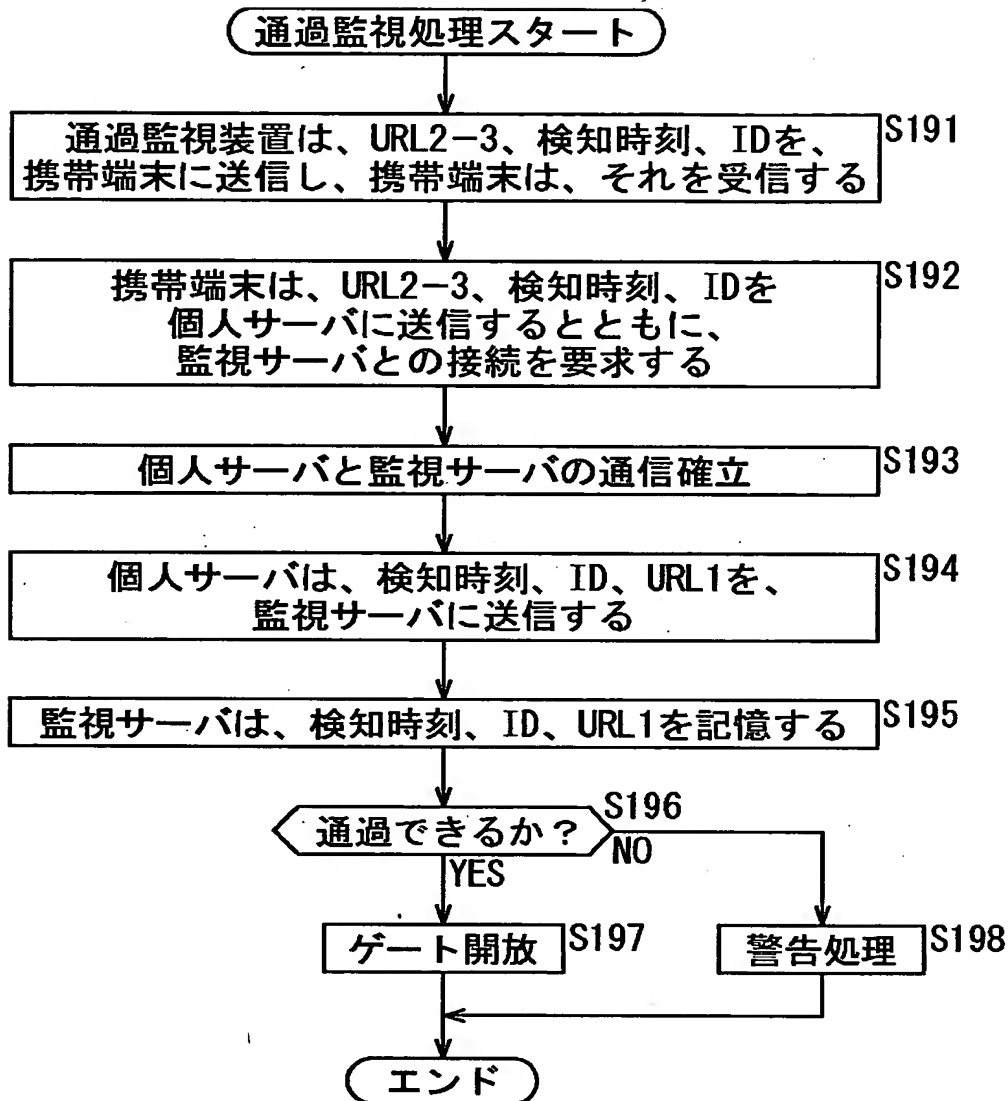 通過監視処理スタート
通過監視装置は、URL2-3、検知時刻、IDを、
携帯端末に送信し、携帯端末は、それを受信する
S191
携帯端末は、URL2-3、検知時刻、IDを
個人サーバに送信するとともに、
監視サーバとの接続を要求する
S192
個人サーバと監視サーバの通信確立
S193
個人サーバは、検知時刻、ID、URL1を、
監視サーバに送信する
S194
監視サーバは、検知時刻、ID、URL1を記憶する
S195
通過できるか?
S196
NO
YES
ゲート開放
S197
警告処理
S198
エンド